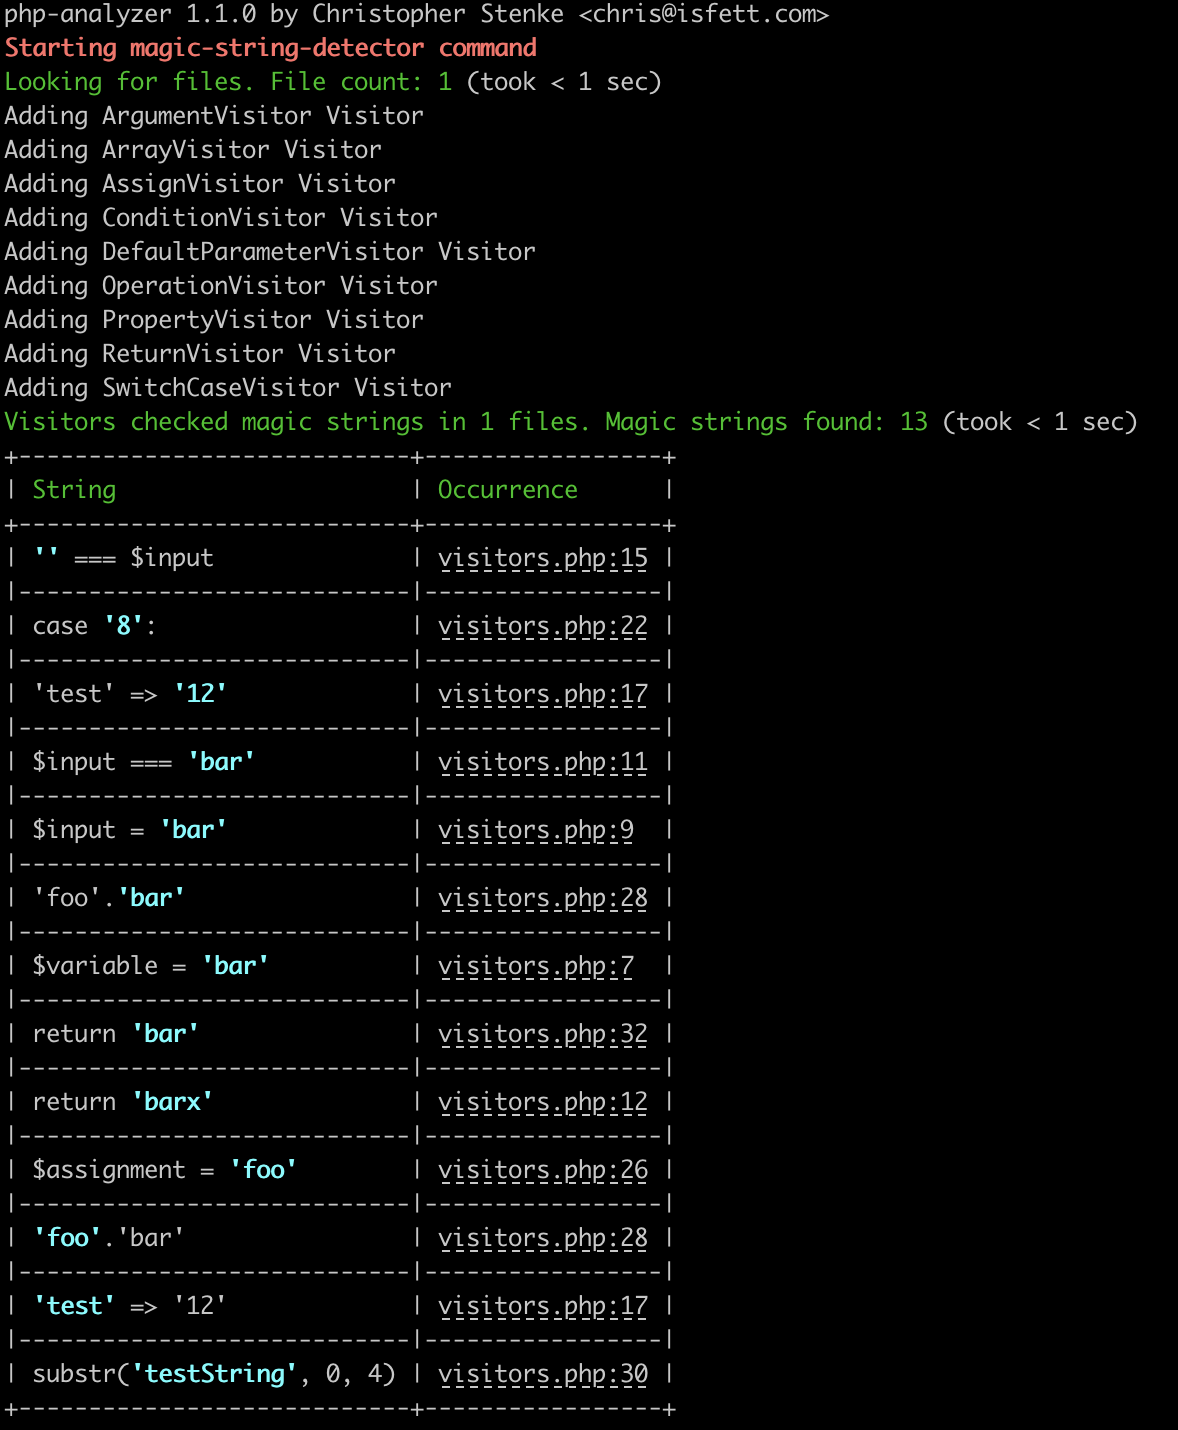 php-analyzer 1.1.0 by Christopher Stenke <chris@isfett.com>
Starting magic-string-detector command
Looking for files. File count: 1 (took < 1 sec)
Adding ArgumentVisitor Visitor
Adding ArrayVisitor Visitor
Adding AssignVisitor Visitor
Adding ConditionVisitor Visitor
Adding DefaultParameterVisitor Visitor
Adding OperationVisitor Visitor
Adding PropertyVisitor Visitor
Adding ReturnVisitor Visitor
Adding SwitchCaseVisitor Visitor
Visitors checked magic strings in 1 files. Magic strings found: 13 (took < 1 sec)
+----------------------------+-----------------+
| String                     | Occurrence      |
+----------------------------+-----------------+
| '' === $input              | visitors.php:15 |
|----------------------------|-----------------|
| case '8':                  | visitors.php:22 |
|----------------------------|-----------------|
| 'test' => '12'             | visitors.php:17 |
|----------------------------|-----------------|
| $input === 'bar'           | visitors.php:11 |
|----------------------------|-----------------|
| $input = 'bar'             | visitors.php:9  |
|----------------------------|-----------------|
| 'foo'.'bar'                | visitors.php:28 |
|----------------------------|-----------------|
| $variable = 'bar'          | visitors.php:7  |
|----------------------------|-----------------|
| return 'bar'               | visitors.php:32 |
|----------------------------|-----------------|
| return 'barx'              | visitors.php:12 |
|----------------------------|-----------------|
| $assignment = 'foo'        | visitors.php:26 |
|----------------------------|-----------------|
| 'foo'.'bar'                | visitors.php:28 |
|----------------------------|-----------------|
| 'test' => '12'             | visitors.php:17 |
|----------------------------|-----------------|
| substr('testString', 0, 4) | visitors.php:30 |
+----------------------------+-----------------+